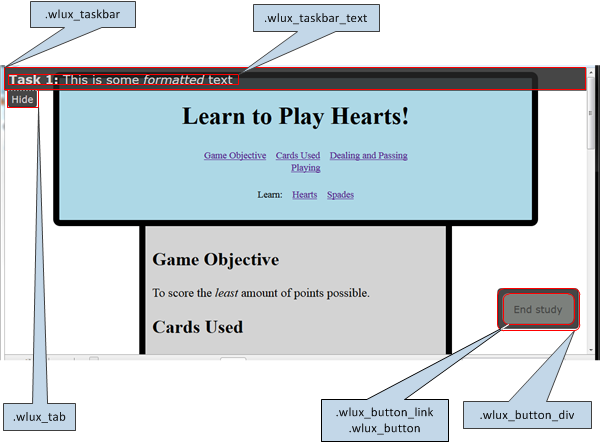 .wlux_taskbar
.wlux_taskbar_text
Task 1: This is some formatted text
Hide
Learn to Play Hearts!
Game Objective Cards Used Dealing and Passing
Playing
Learn: Hearts Spades
Game Objective
To score the least amount of points possible.
Cards Used
End study
.wlux_tab
.wlux_button_link
.wlux_button
.wlux_button_div